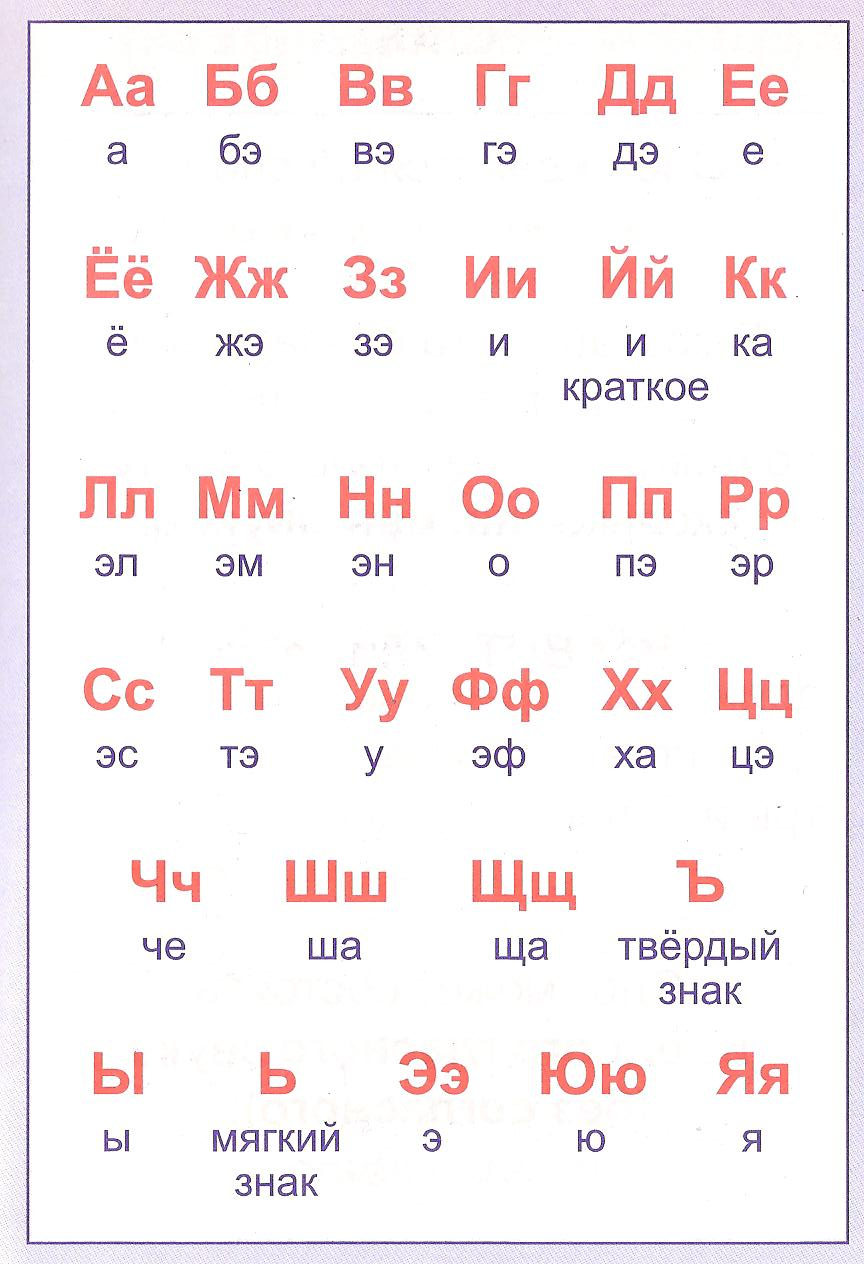 Аа Бб Вв Гг Дд Ее
а бэ вэ гэ дэ е
Ёё Жж Зз Ии Йй Кк
ё жэ зэ и и ка
краткое
Лл Мм Нн Оо Пп Рр
эл эм эн о пэ эр
Сс Тт Уу Фф Хх Цц
эс тэ у эф ха цэ
Чч Шш Щщ Ъ
че ша ща твёрдый
знак
Ы Ь Ээ Юю Яя
ы мягкий э ю я
знак